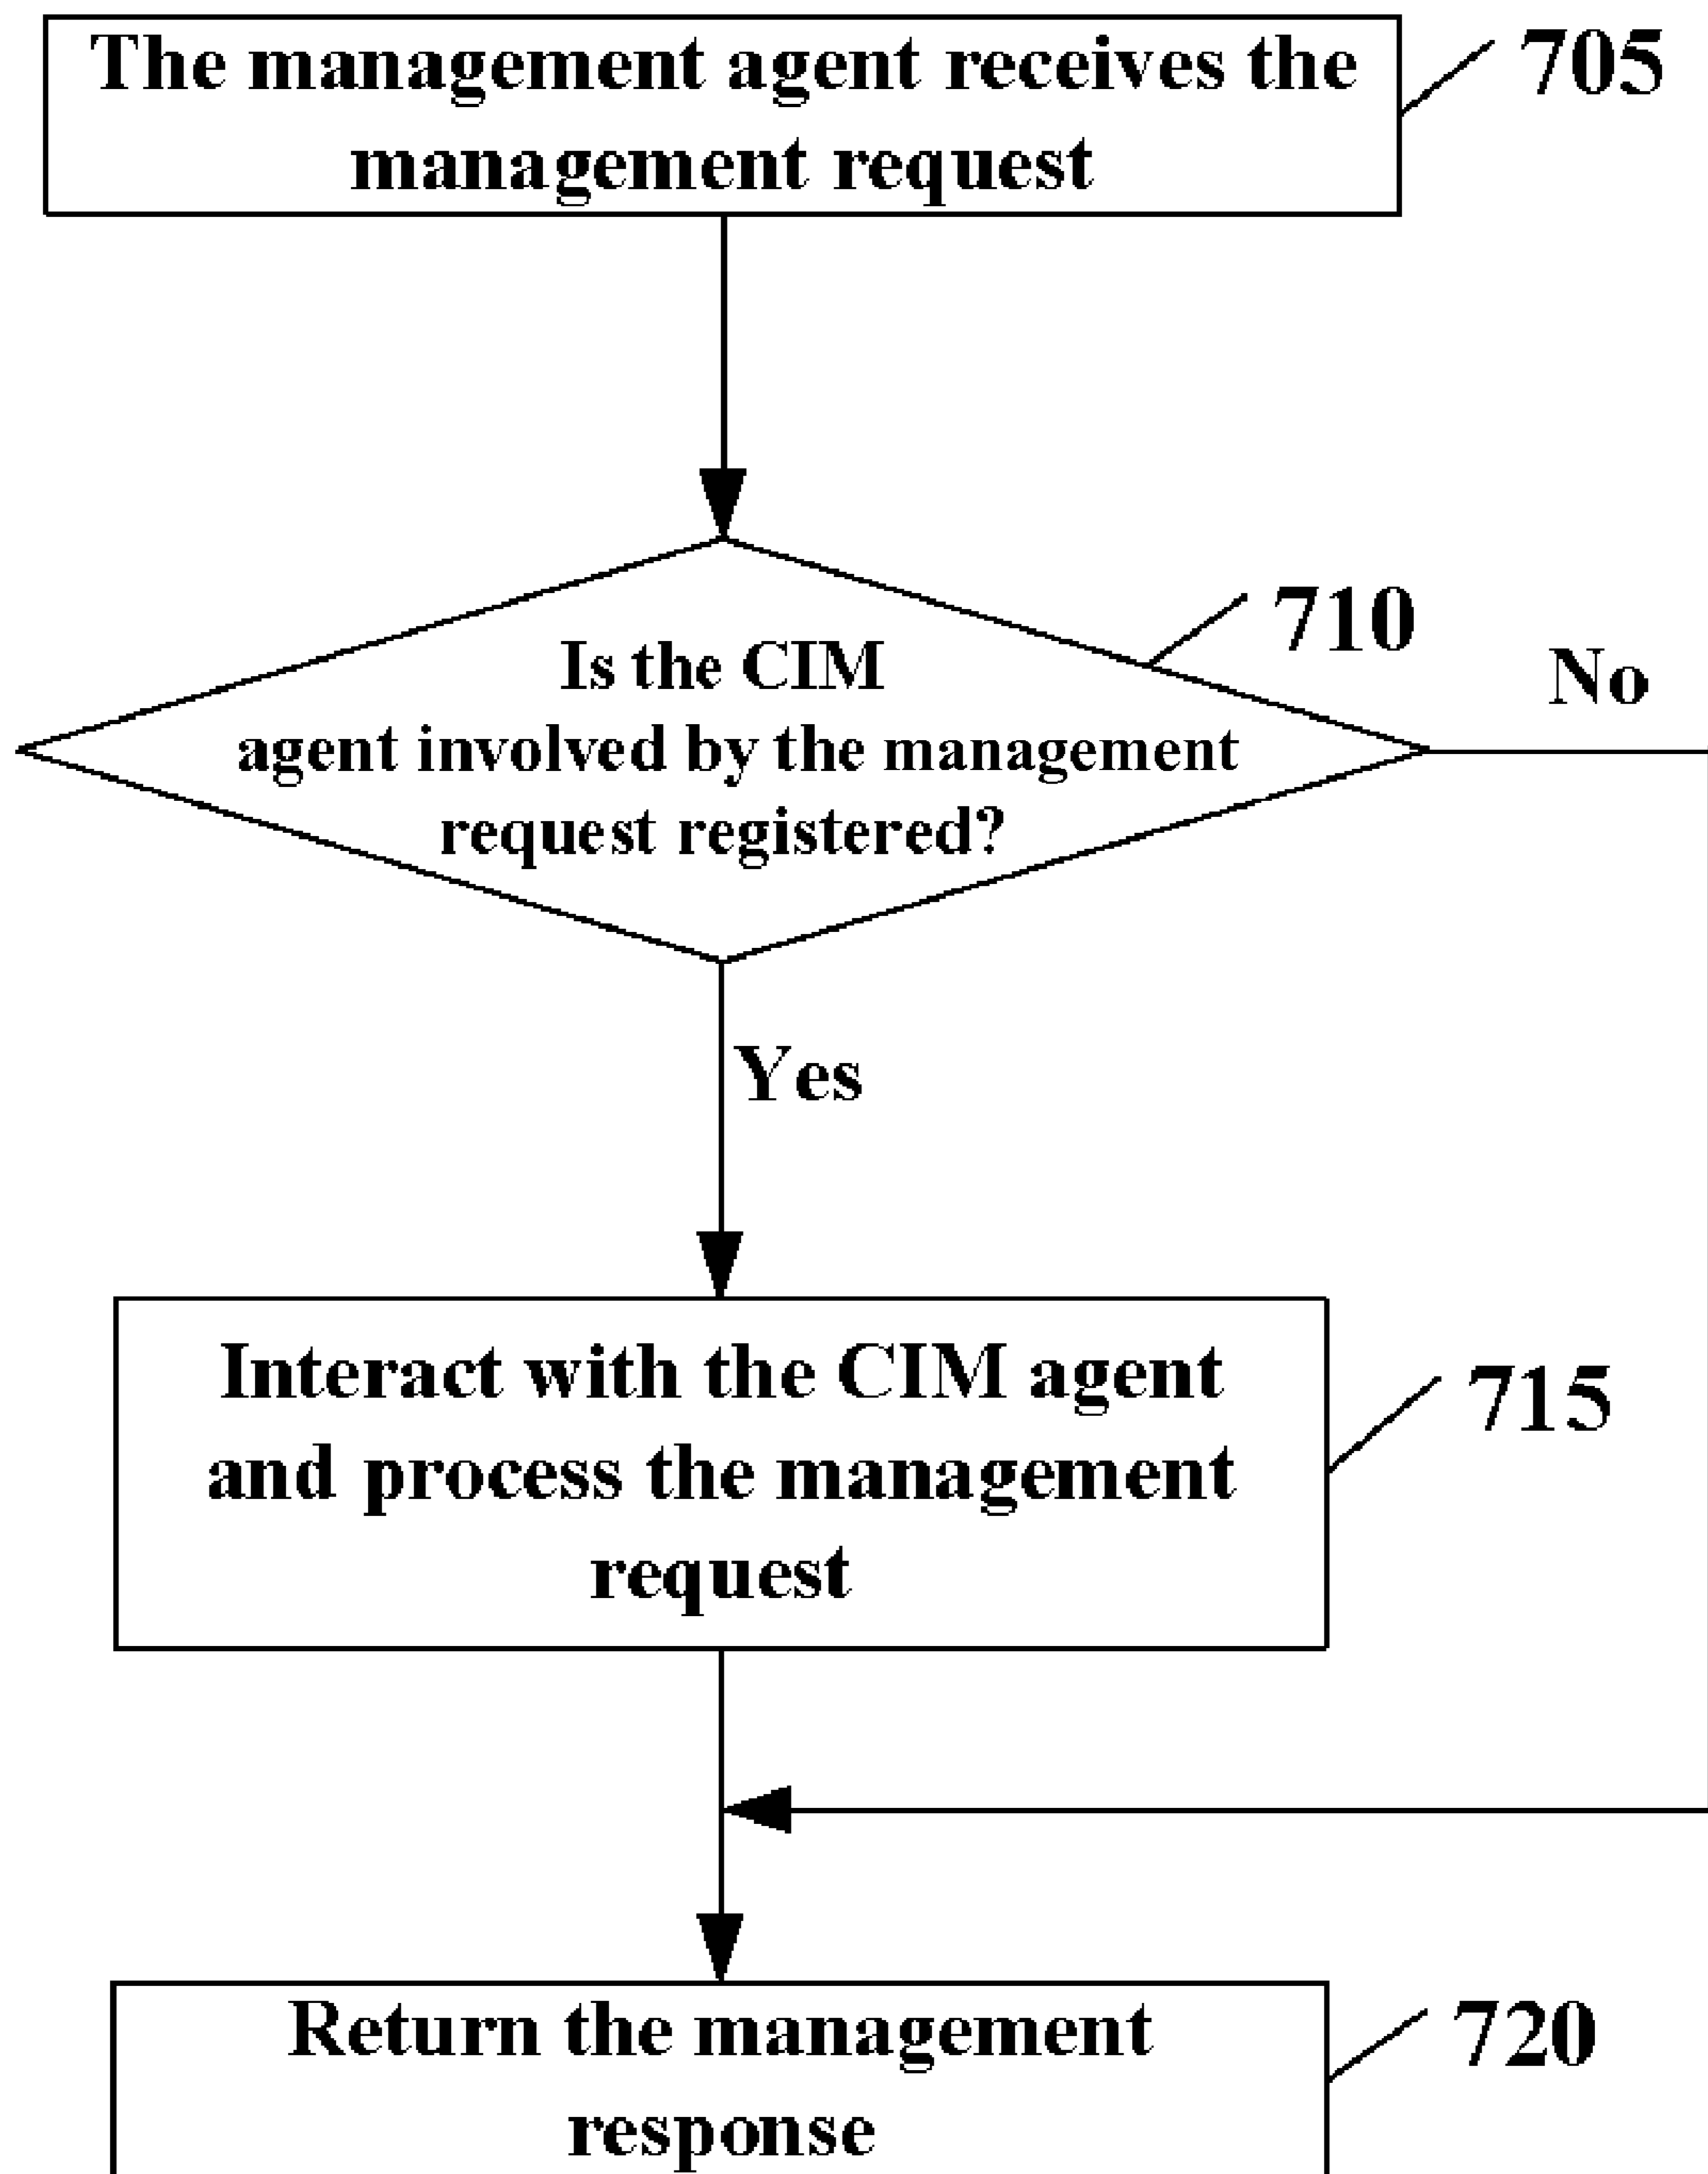 The management agent receives the
management request
705
710
Is the CIM
agent involved by the management
request registered?
No
Yes
Interact with the CIM agent
and process the management
request
715
Return the management
response
720